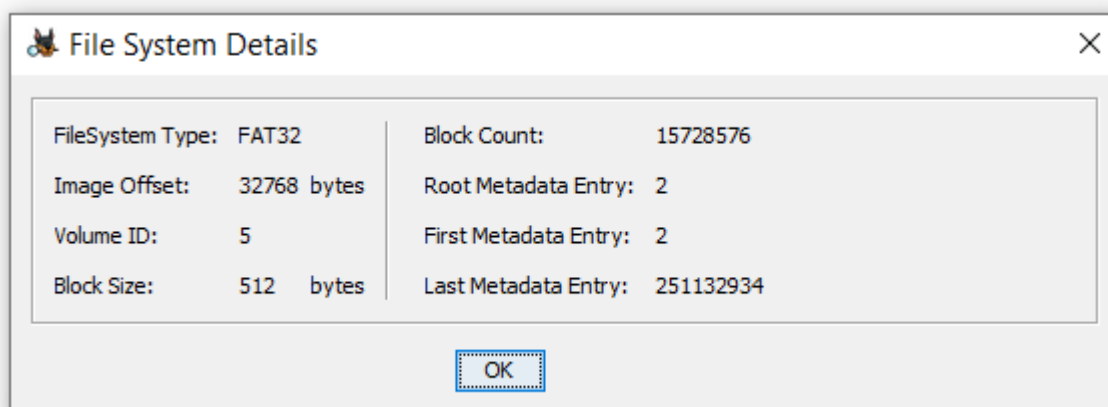 File System Details
FileSystem Type: FAT32 Block Count: 15728576
Image Offset: 32768 bytes Root Metadata Entry: 2
Volume ID: 5 First Metadata Entry: 2
Block Size: 512 bytes Last Metadata Entry: 251132934
OK